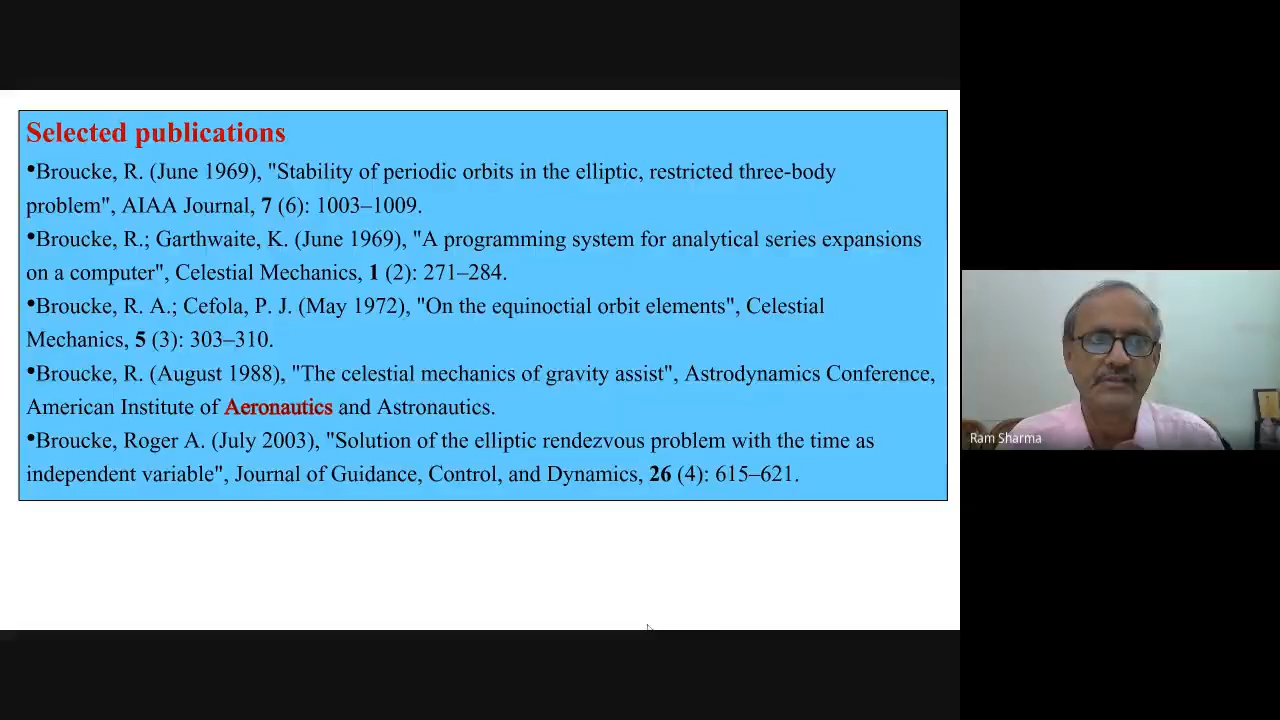 Selected publications
•Broucke, R. (June 1969), "Stability of periodic orbits in the elliptic, restricted three-body
problem", AIAA Journal, 7 (6): 1003–1009.
•Broucke, R.; Garthwaite, K. (June 1969), "A programming system for analytical series expansions
on a computer", Celestial Mechanics, 1 (2): 271–284.
•Broucke, R. A.; Cefola, P. J. (May 1972), "On the equinoctial orbit elements", Celestial
Mechanics, 5 (3): 303–310.
•Broucke, R. (August 1988), "The celestial mechanics of gravity assist", Astrodynamics Conference,
American Institute of Aeronautics and Astronautics.
•Broucke, Roger A. (July 2003), "Solution of the elliptic rendezvous problem with the time as
independent variable", Journal of Guidance, Control, and Dynamics, 26 (4): 615–621.
Ram Sharma